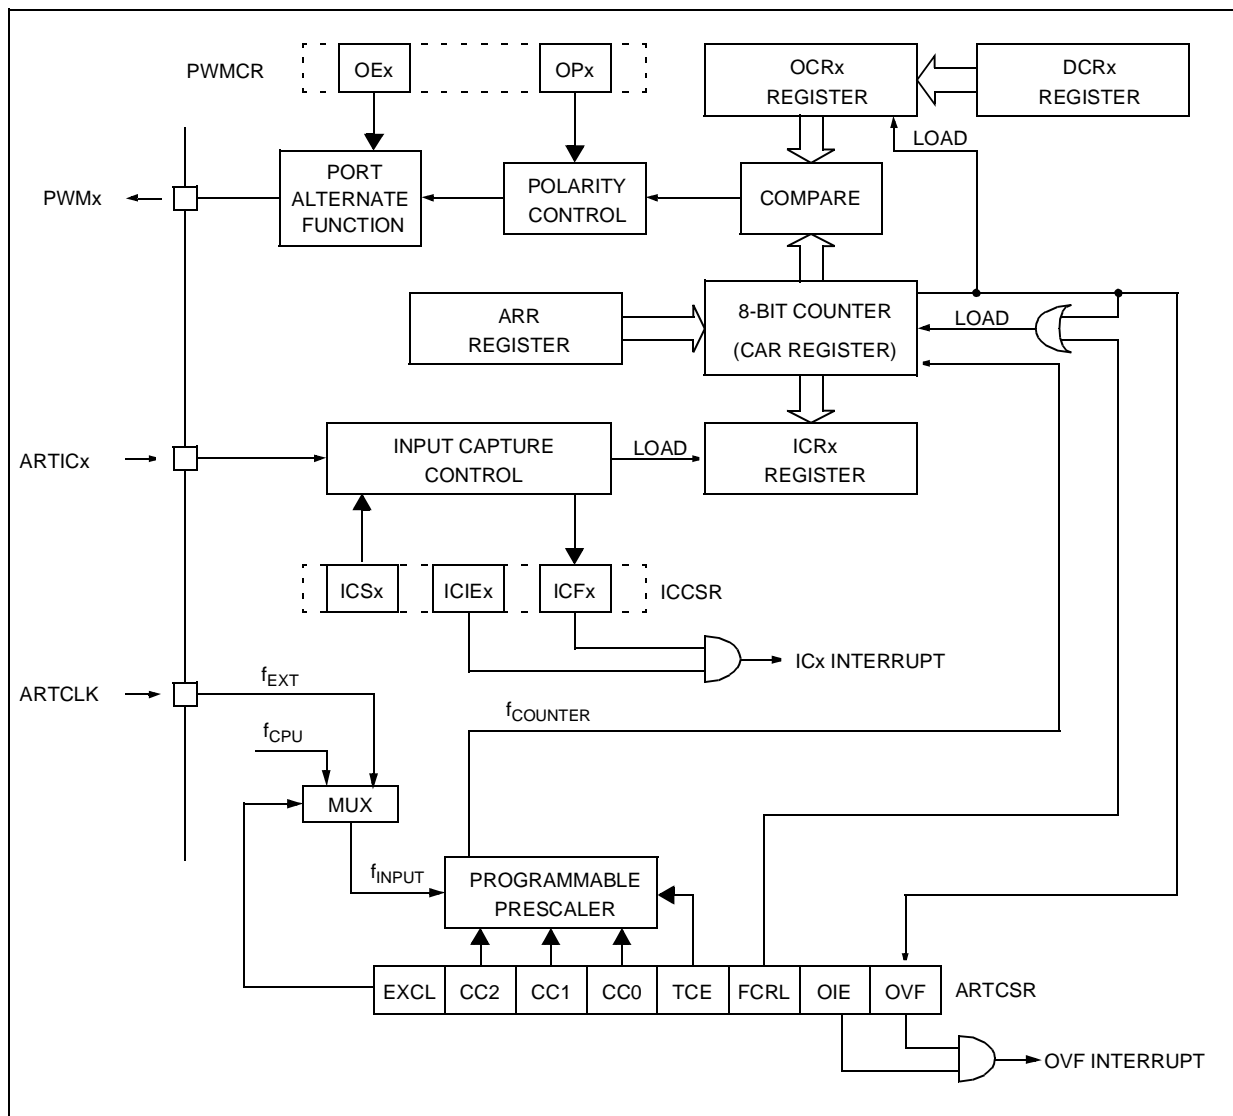 PWMCR
OEx
OPx
OCRx
REGISTER
DCRx
REGISTER
LOAD
PWMx
PORT
ALTERNATE
FUNCTION
POLARITY
CONTROL
COMPARE
ARR
REGISTER
8-BIT COUNTER
(CAR REGISTER)
LOAD
ARTICx
INPUT CAPTURE
CONTROL
LOAD
ICRx
REGISTER
ICSx
ICIEx
ICFx
ICCSR
ICx INTERRUPT
ARTCLK
fEXT
fCPU
fCOUNTER
MUX
fINPUT
PROGRAMMABLE
PRESCALER
EXCL
CC2
CC1
CC0
TCE
FCRL
OIE
OVF
ARTCSR
OVF INTERRUPT